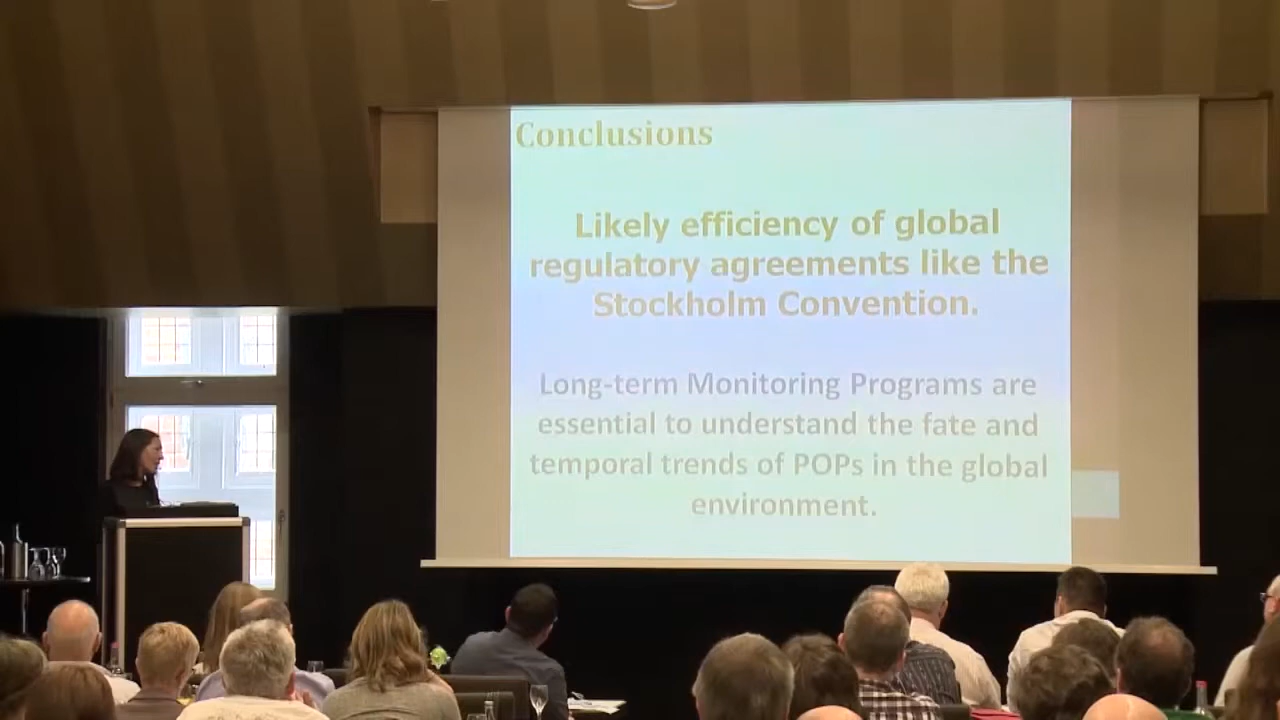 Conclusions
Likely efficiency of global
regulatory agreements like the
Stockholm Convention.
Long-term Monitoring Programs are
essential to understand the fate and
temporal trends of POPs in the global
environment.